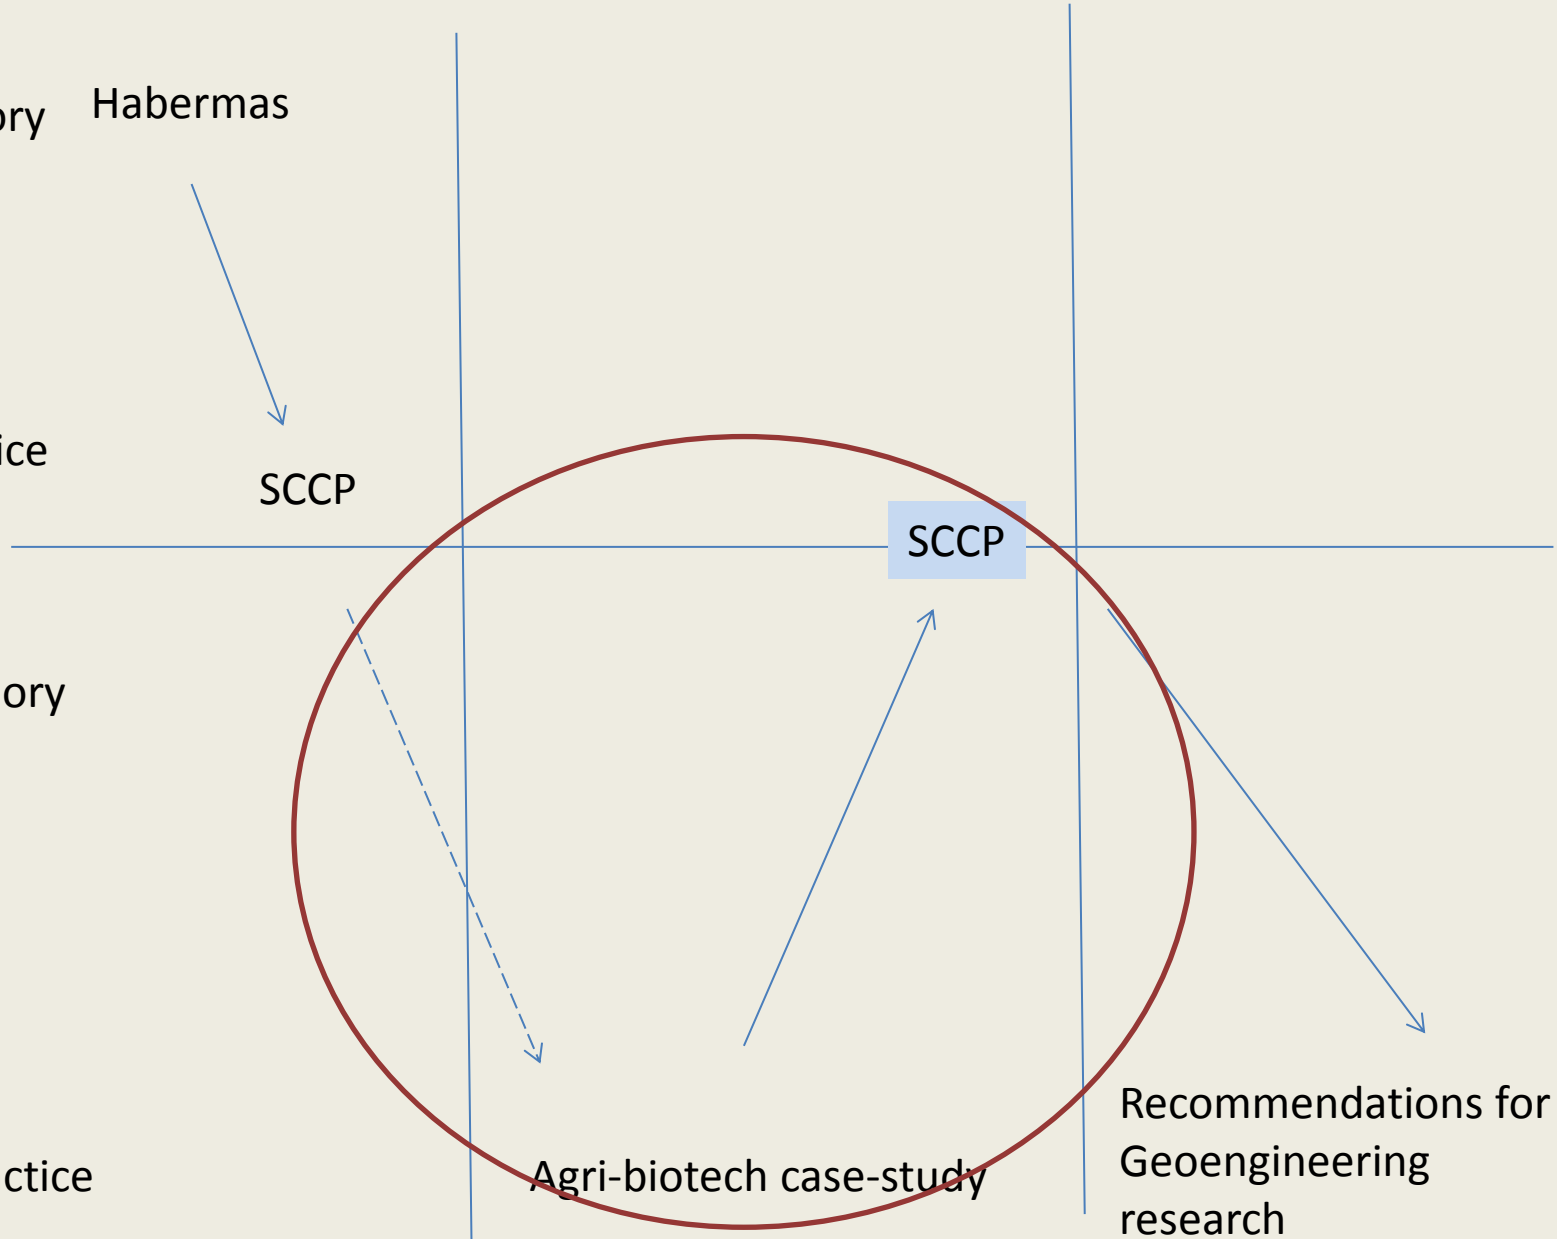 ory
Habermas
ice
SCCP
SCCP
ory
ctice
Agri-biotech case-study
Recommendations for
Geoengineering
research